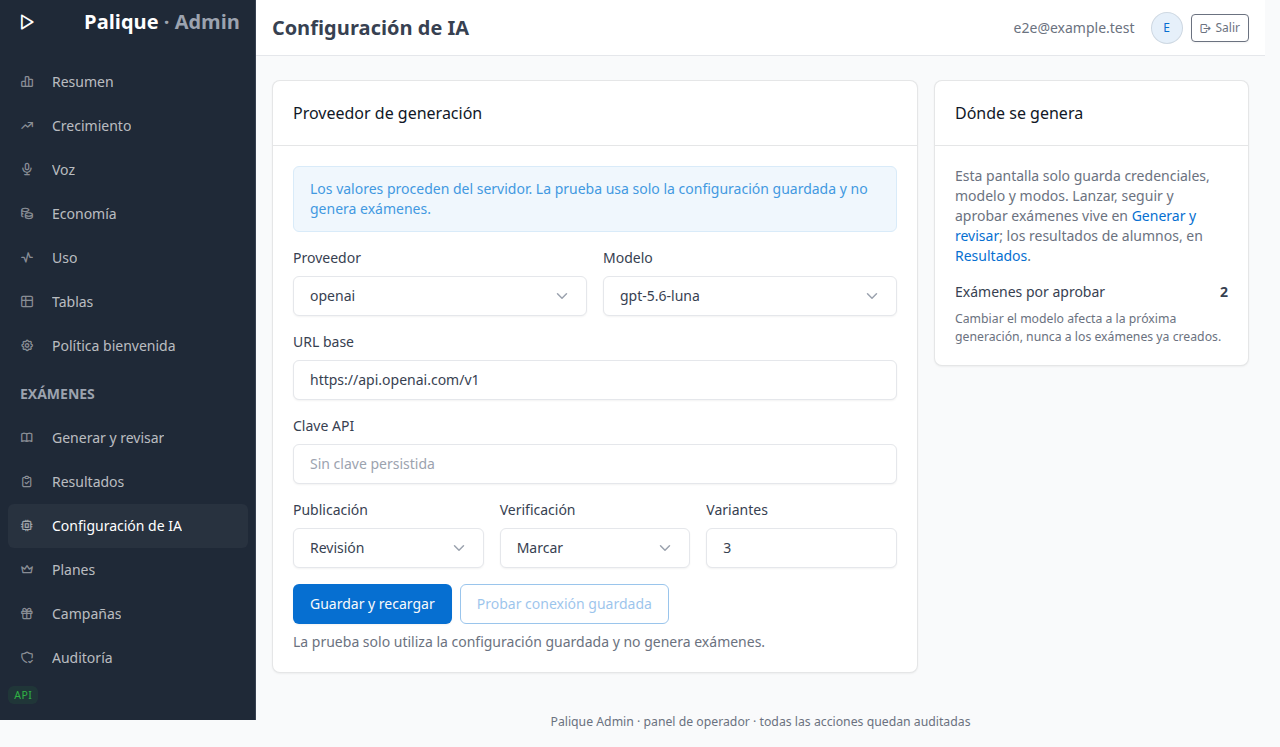 Palique · Admin
Resumen
Crecimiento
Voz
Economía
Uso
Tablas
Política bienvenida
EXÁMENES
Generar y revisar
Resultados
Configuración de IA
Planes
Campañas
Auditoría
API
Configuración de IA
e2e@example.test
E
Salir
Proveedor de generación
Los valores proceden del servidor. La prueba usa solo la configuración guardada y no
genera exámenes.
Proveedor
Modelo
openai
gpt-5.6-luna
URL base
https://api.openai.com/v1
Clave API
Sin clave persistida
Publicación
Verificación
Variantes
Revisión
Marcar
3
Guardar y recargar
Probar conexión guardada
La prueba solo utiliza la configuración guardada y no genera exámenes.
Dónde se genera
Esta pantalla solo guarda credenciales,
modelo y modos. Lanzar, seguir y
aprobar exámenes vive en Generar y
revisar; los resultados de alumnos, en
Resultados.
Exámenes por aprobar 2
Cambiar el modelo afecta a la próxima
generación, nunca a los exámenes ya creados.
Palique Admin · panel de operador · todas las acciones quedan auditadas